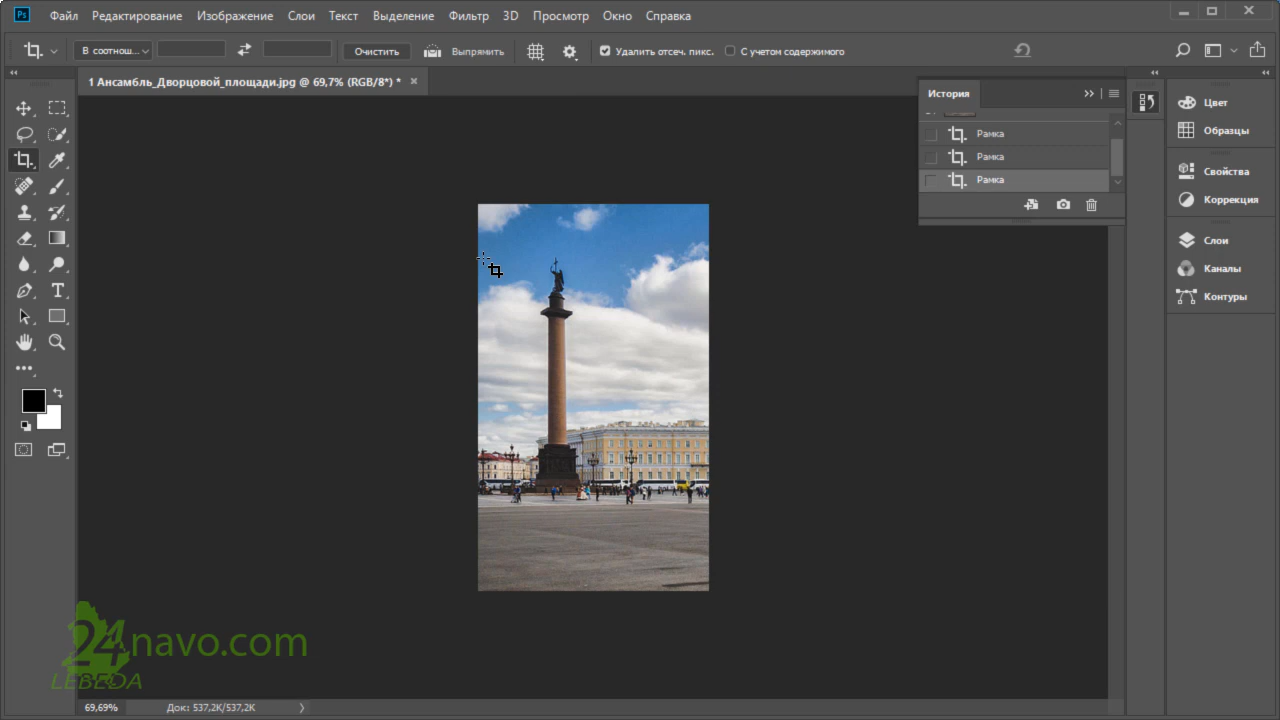 Ps Файл Редактирование Изображение Слои Текст Выделение Фильтр 3D Просмотр Окно Справка
В соотнош... Очистить Выпрямить Удалить отсеч. пикс. С учетом содержимого
1 Ансамбль_Дворцовой_площади.jpg @ 69,7% (RGB/8*) *
История
Рамка
Рамка
Рамка
Цвет
Образцы
Свойства
Коррекция
Слои
Каналы
Контуры
24navo.com
LEBEDA
69,69% Док: 537,2K/537,2K